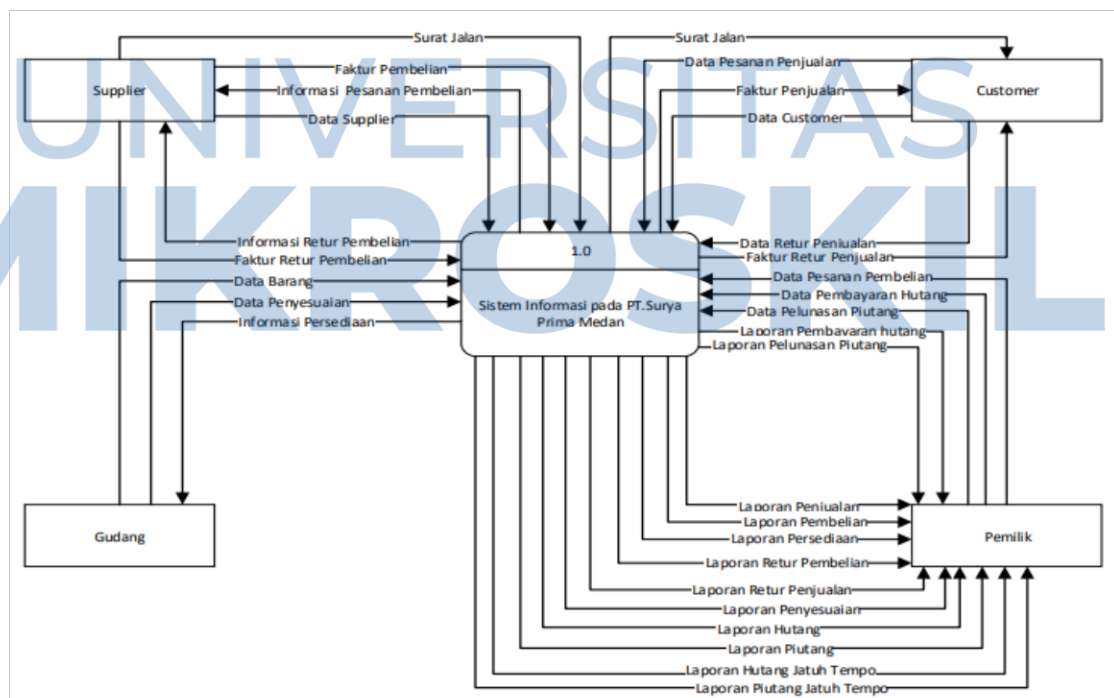 UNIVERSITAS
MIKROSKIL
Surat Jalan
Surat Jalan
Supplier
Faktur Pembelian
Informasi Pesanan Pembelian
Data Supplier
Data Pesanan Penjualan
Faktur Penjualan
Data Customer
Customer
Informasi Retur Pembelian
Faktur Retur Pembelian
Data Barang
Data Penyesuaian
Informasi Persediaan
1.0
Sistem Informasi pada PT.Surya
Prima Medan
Data Retur Penjualan
Faktur Retur Penjualan
Data Pesanan Pembelian
Data Pembayaran Hutang
Data Pelunasan Piutang
Laporan Pembayaran hutang
Laporan Pelunasan Piutang
Gudang
Pemilik
Laporan Penjualan
Laporan Pembelian
Laporan Persediaan
Laporan Retur Pembelian
Laporan Retur Penjualan
Laporan Penyesuaian
Laporan Hutang
Laporan Piutang
Laporan Hutang Jatuh Tempo
Laporan Piutang Jatuh Tempo